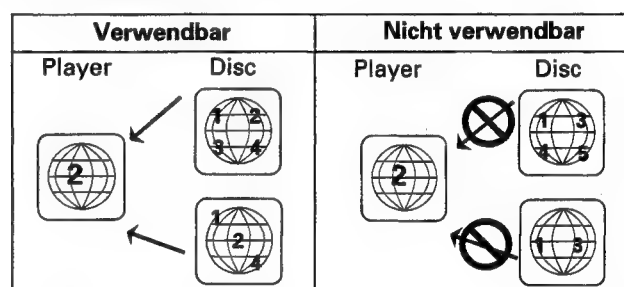 Verwendbar Nicht verwendbar
Player Disc Player Disc
1 2 1 3
3 4 4 5
2 2
1
2 1 3
4